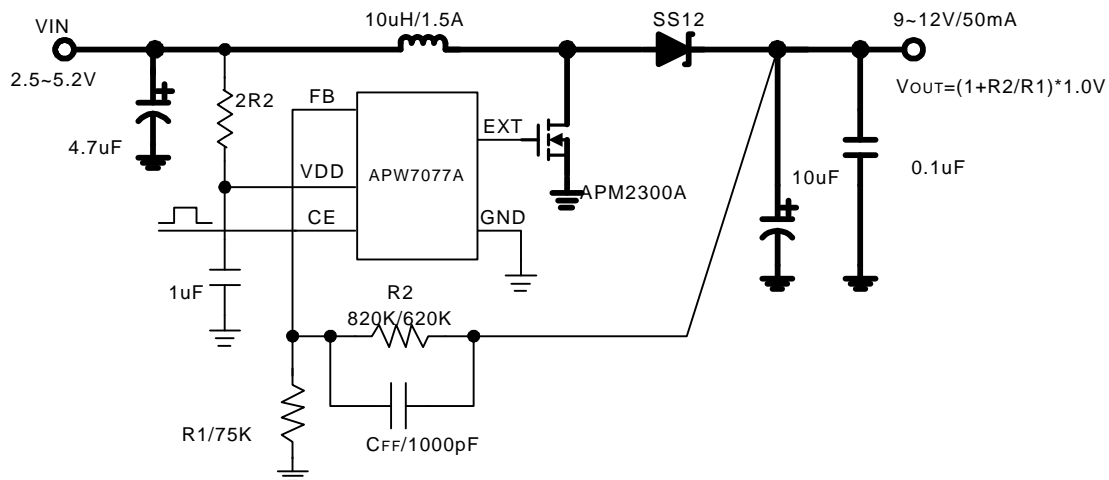 VIN
10uH/1.5A
SS12
9~12V/50mA
2.5~5.2V
VOUT=(1+R2/R1)*1.0V
2R2
FB
EXT
4.7uF
VDD
APW7077A
10uF
0.1uF
APM2300A
CE
GND
1uF
R2
820K/620K
R1/75K
CFF/1000pF